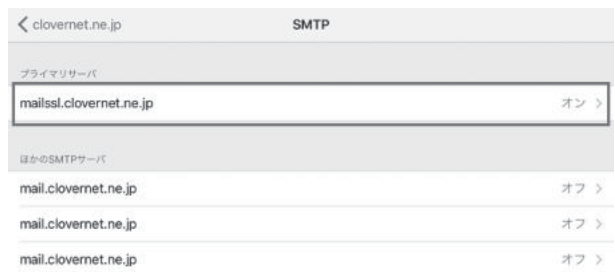 clovernet.ne.jp
SMTP
プライマリサーバ
mailssl.clovernet.ne.jp オン
ほかのSMTPサーバ
mail.clovernet.ne.jp オフ
mail.clovernet.ne.jp オフ
mail.clovernet.ne.jp オフ